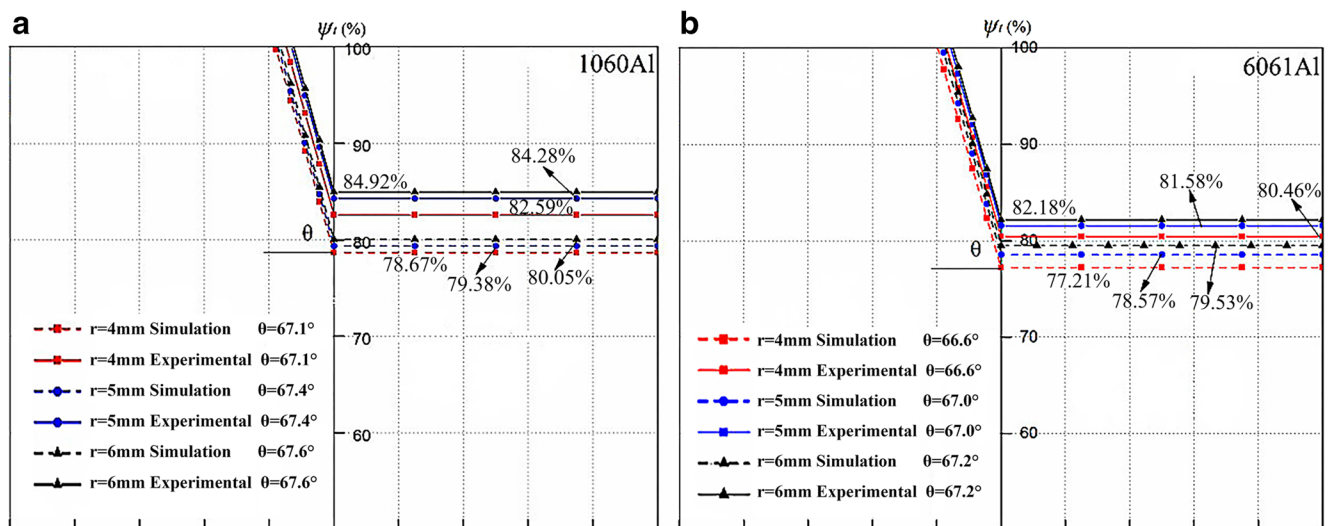 a
ψt (%)
100
1060Al
90
84.28%
84.92%
82.59%
θ
80
78.67%
79.38%
80.05%
70
60
r=4mm Simulation θ=67.1°
r=4mm Experimental θ=67.1°
r=5mm Simulation θ=67.4°
r=5mm Experimental θ=67.4°
r=6mm Simulation θ=67.6°
r=6mm Experimental θ=67.6°
b
ψt (%)
100
6061Al
90
81.58%
80.46%
82.18%
θ
80
77.21%
78.57%
79.53%
70
60
r=4mm Simulation θ=66.6°
r=4mm Experimental θ=66.6°
r=5mm Simulation θ=67.0°
r=5mm Experimental θ=67.0°
r=6mm Simulation θ=67.2°
r=6mm Experimental θ=67.2°